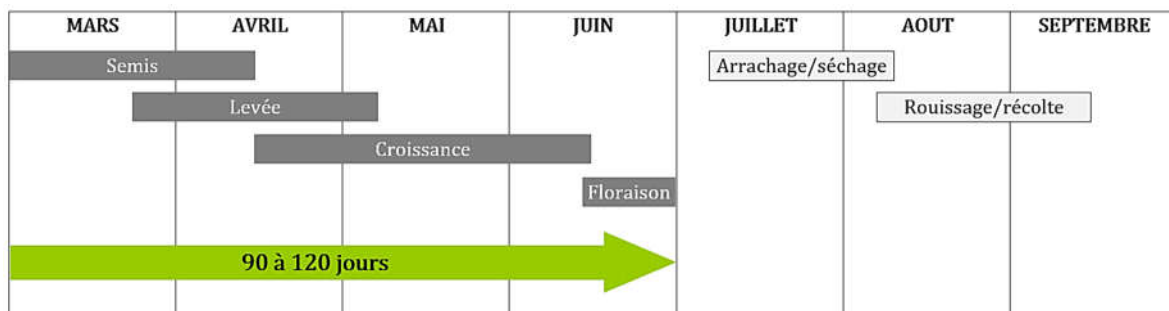 MARS AVRIL MAI JUIN JUILLET AOUT SEPTEMBRE
Semis Arrachage/séchage
Levée Rouissage/récolte
Croissance
Floraison
90 à 120 jours